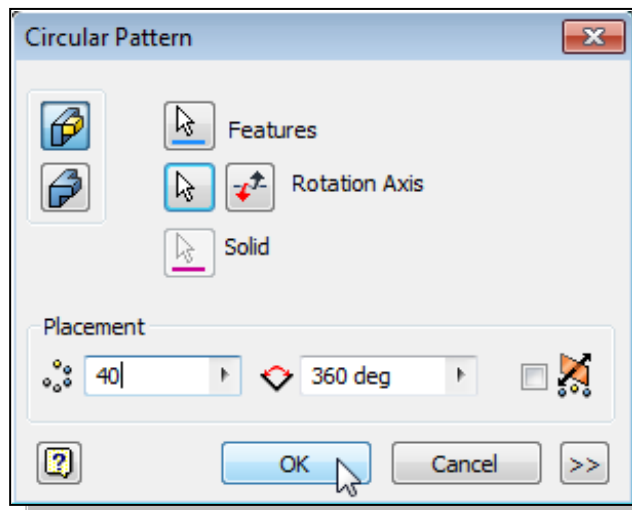 Circular Pattern
Features
Rotation Axis
Solid
Placement
40 360 deg
? OK Cancel >>